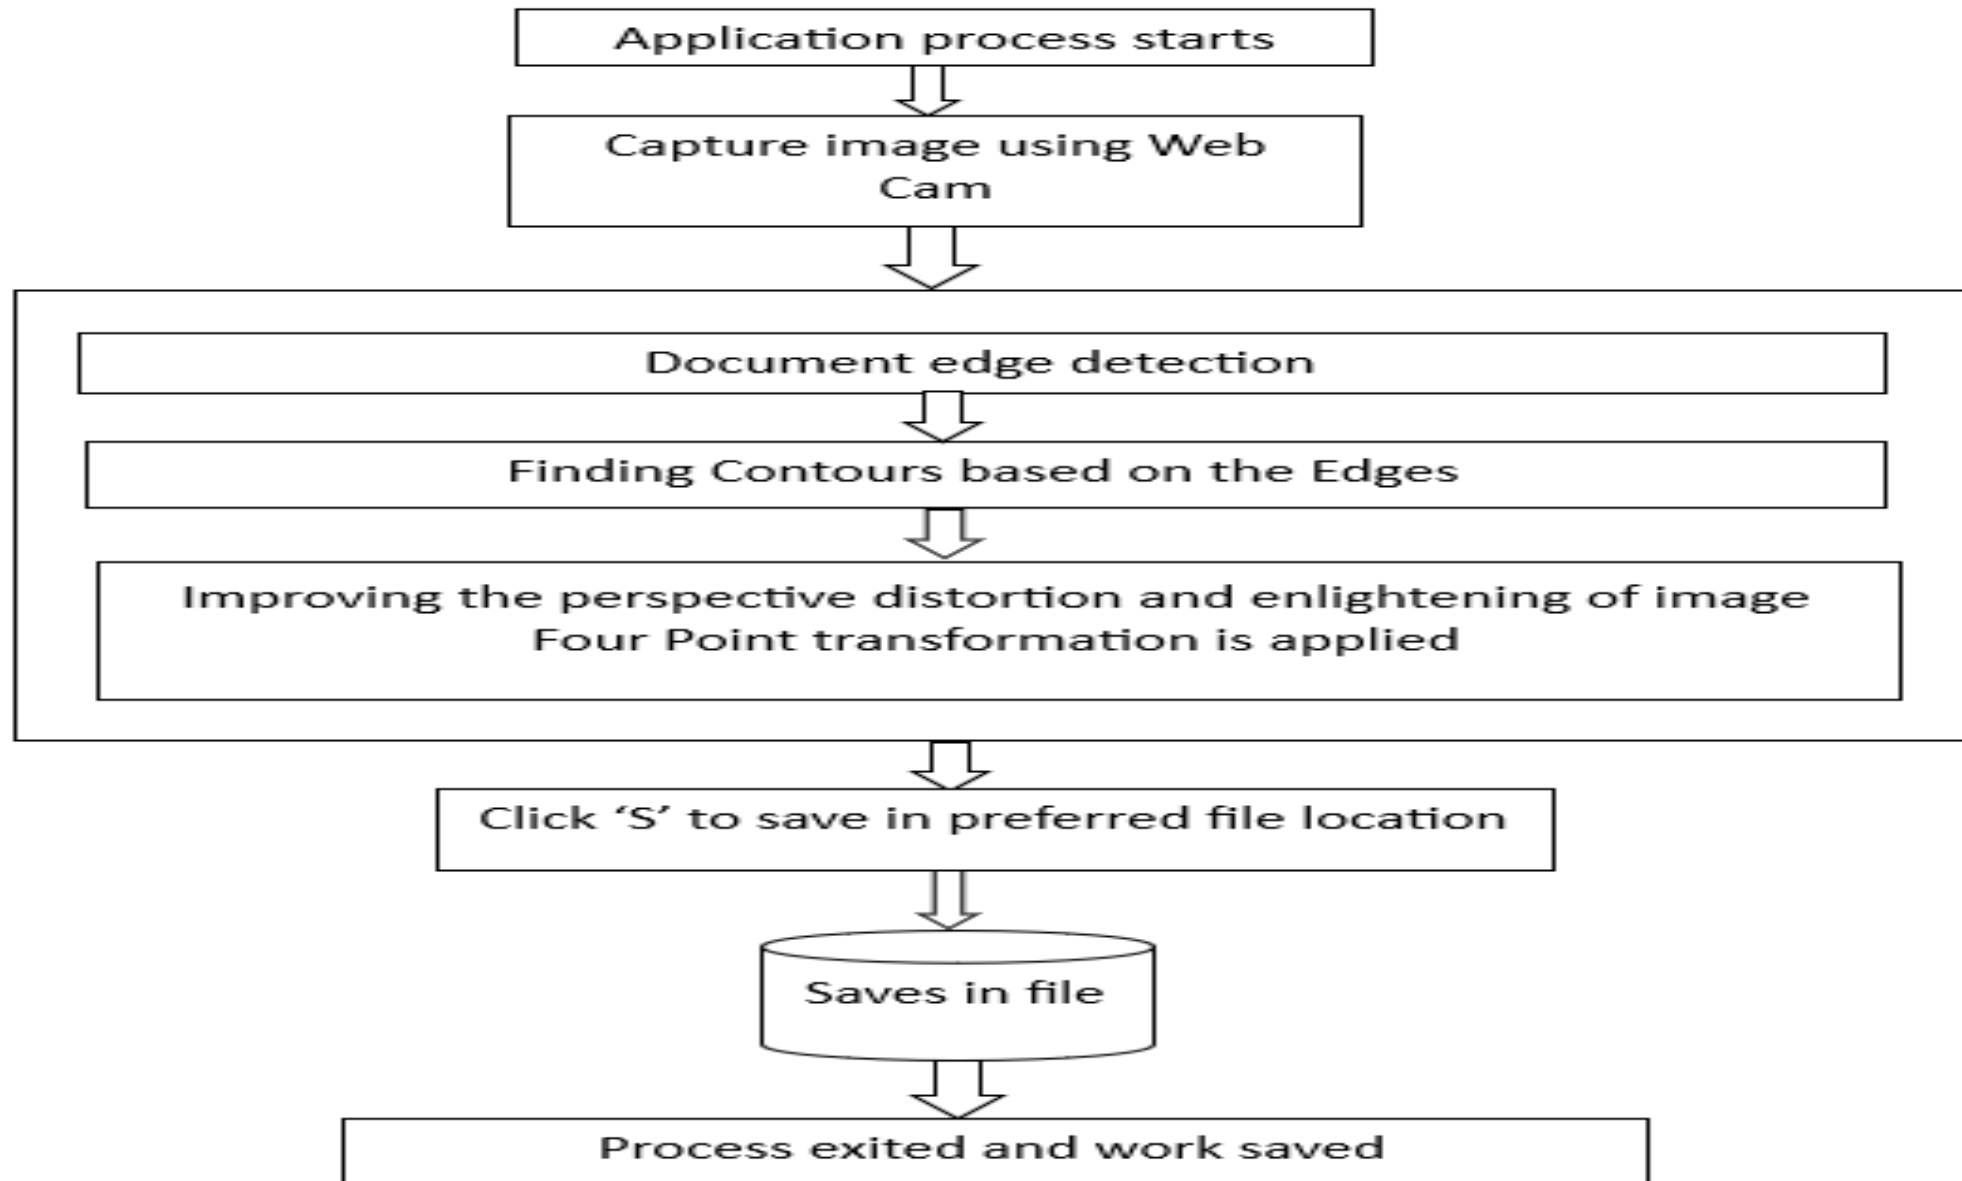 Application process starts
Capture image using Web
Cam
Document edge detection
Finding Contours based on the Edges
Improving the perspective distortion and enlightening of image
Four Point transformation is applied
Click ‘S’ to save in preferred file location
Saves in file
Process exited and work saved